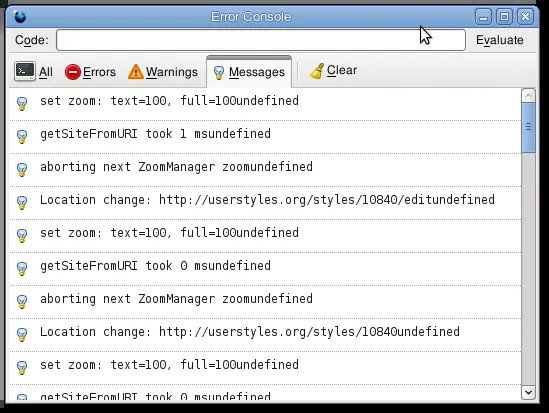 Error Console
Code: Evaluate
All Errors Warnings Messages Clear
set zoom: text=100, full=100undefined
getSiteFromURI took 1 msundefined
aborting next ZoomManager zoomundefined
Location change: http://userstyles.org/styles/10840/editundefined
set zoom: text=100, full=100undefined
getSiteFromURI took 0 msundefined
aborting next ZoomManager zoomundefined
Location change: http://userstyles.org/styles/10840undefined
set zoom: text=100, full=100undefined
getSiteFromURI took 0 msundefined